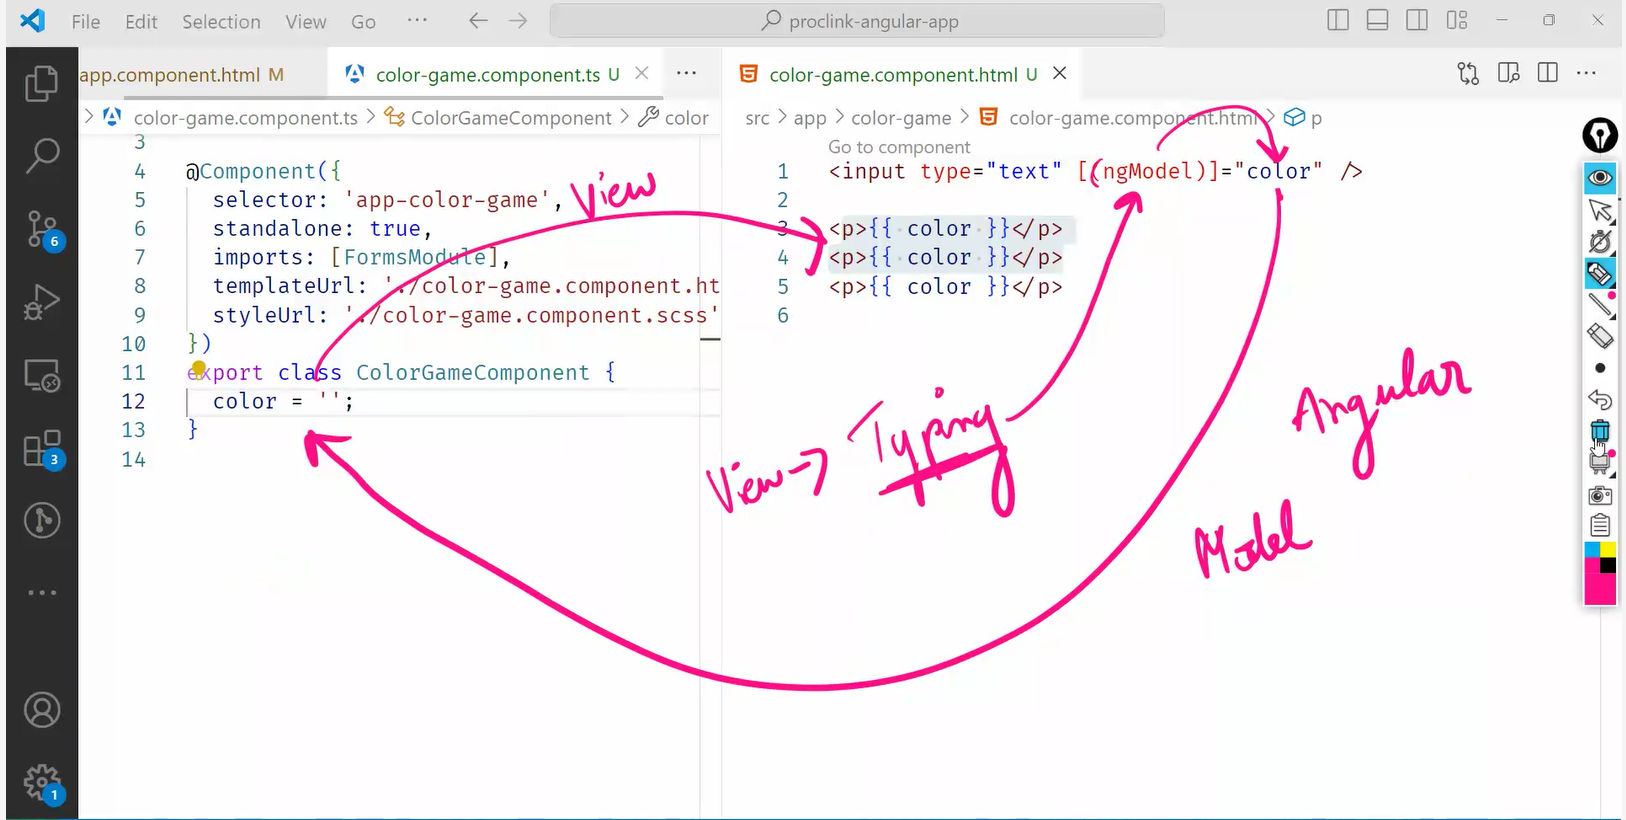 File Edit Selection View Go ··· proclink-angular-app
app.component.html M color-game.component.ts U ···
color-game.component.html U
color-game.component.ts > ColorGameComponent > color
src > app > color-game > color-game.component.html > p
3
4 @Component({
5 selector: 'app-color-game',
6 standalone: true,
7 imports: [FormsModule],
8 templateUrl: './color-game.component.ht
9 styleUrl: './color-game.component.scss'
10 })
11 export class ColorGameComponent {
12 color = '';
13 }
14
Go to component
1 <input type="text" [(ngModel)]="color" />
2
3 <p>{{ color }}</p>
4 <p>{{ color }}</p>
5 <p>{{ color }}</p>
6
View
View → Typing
Angular
Model
6
3
1